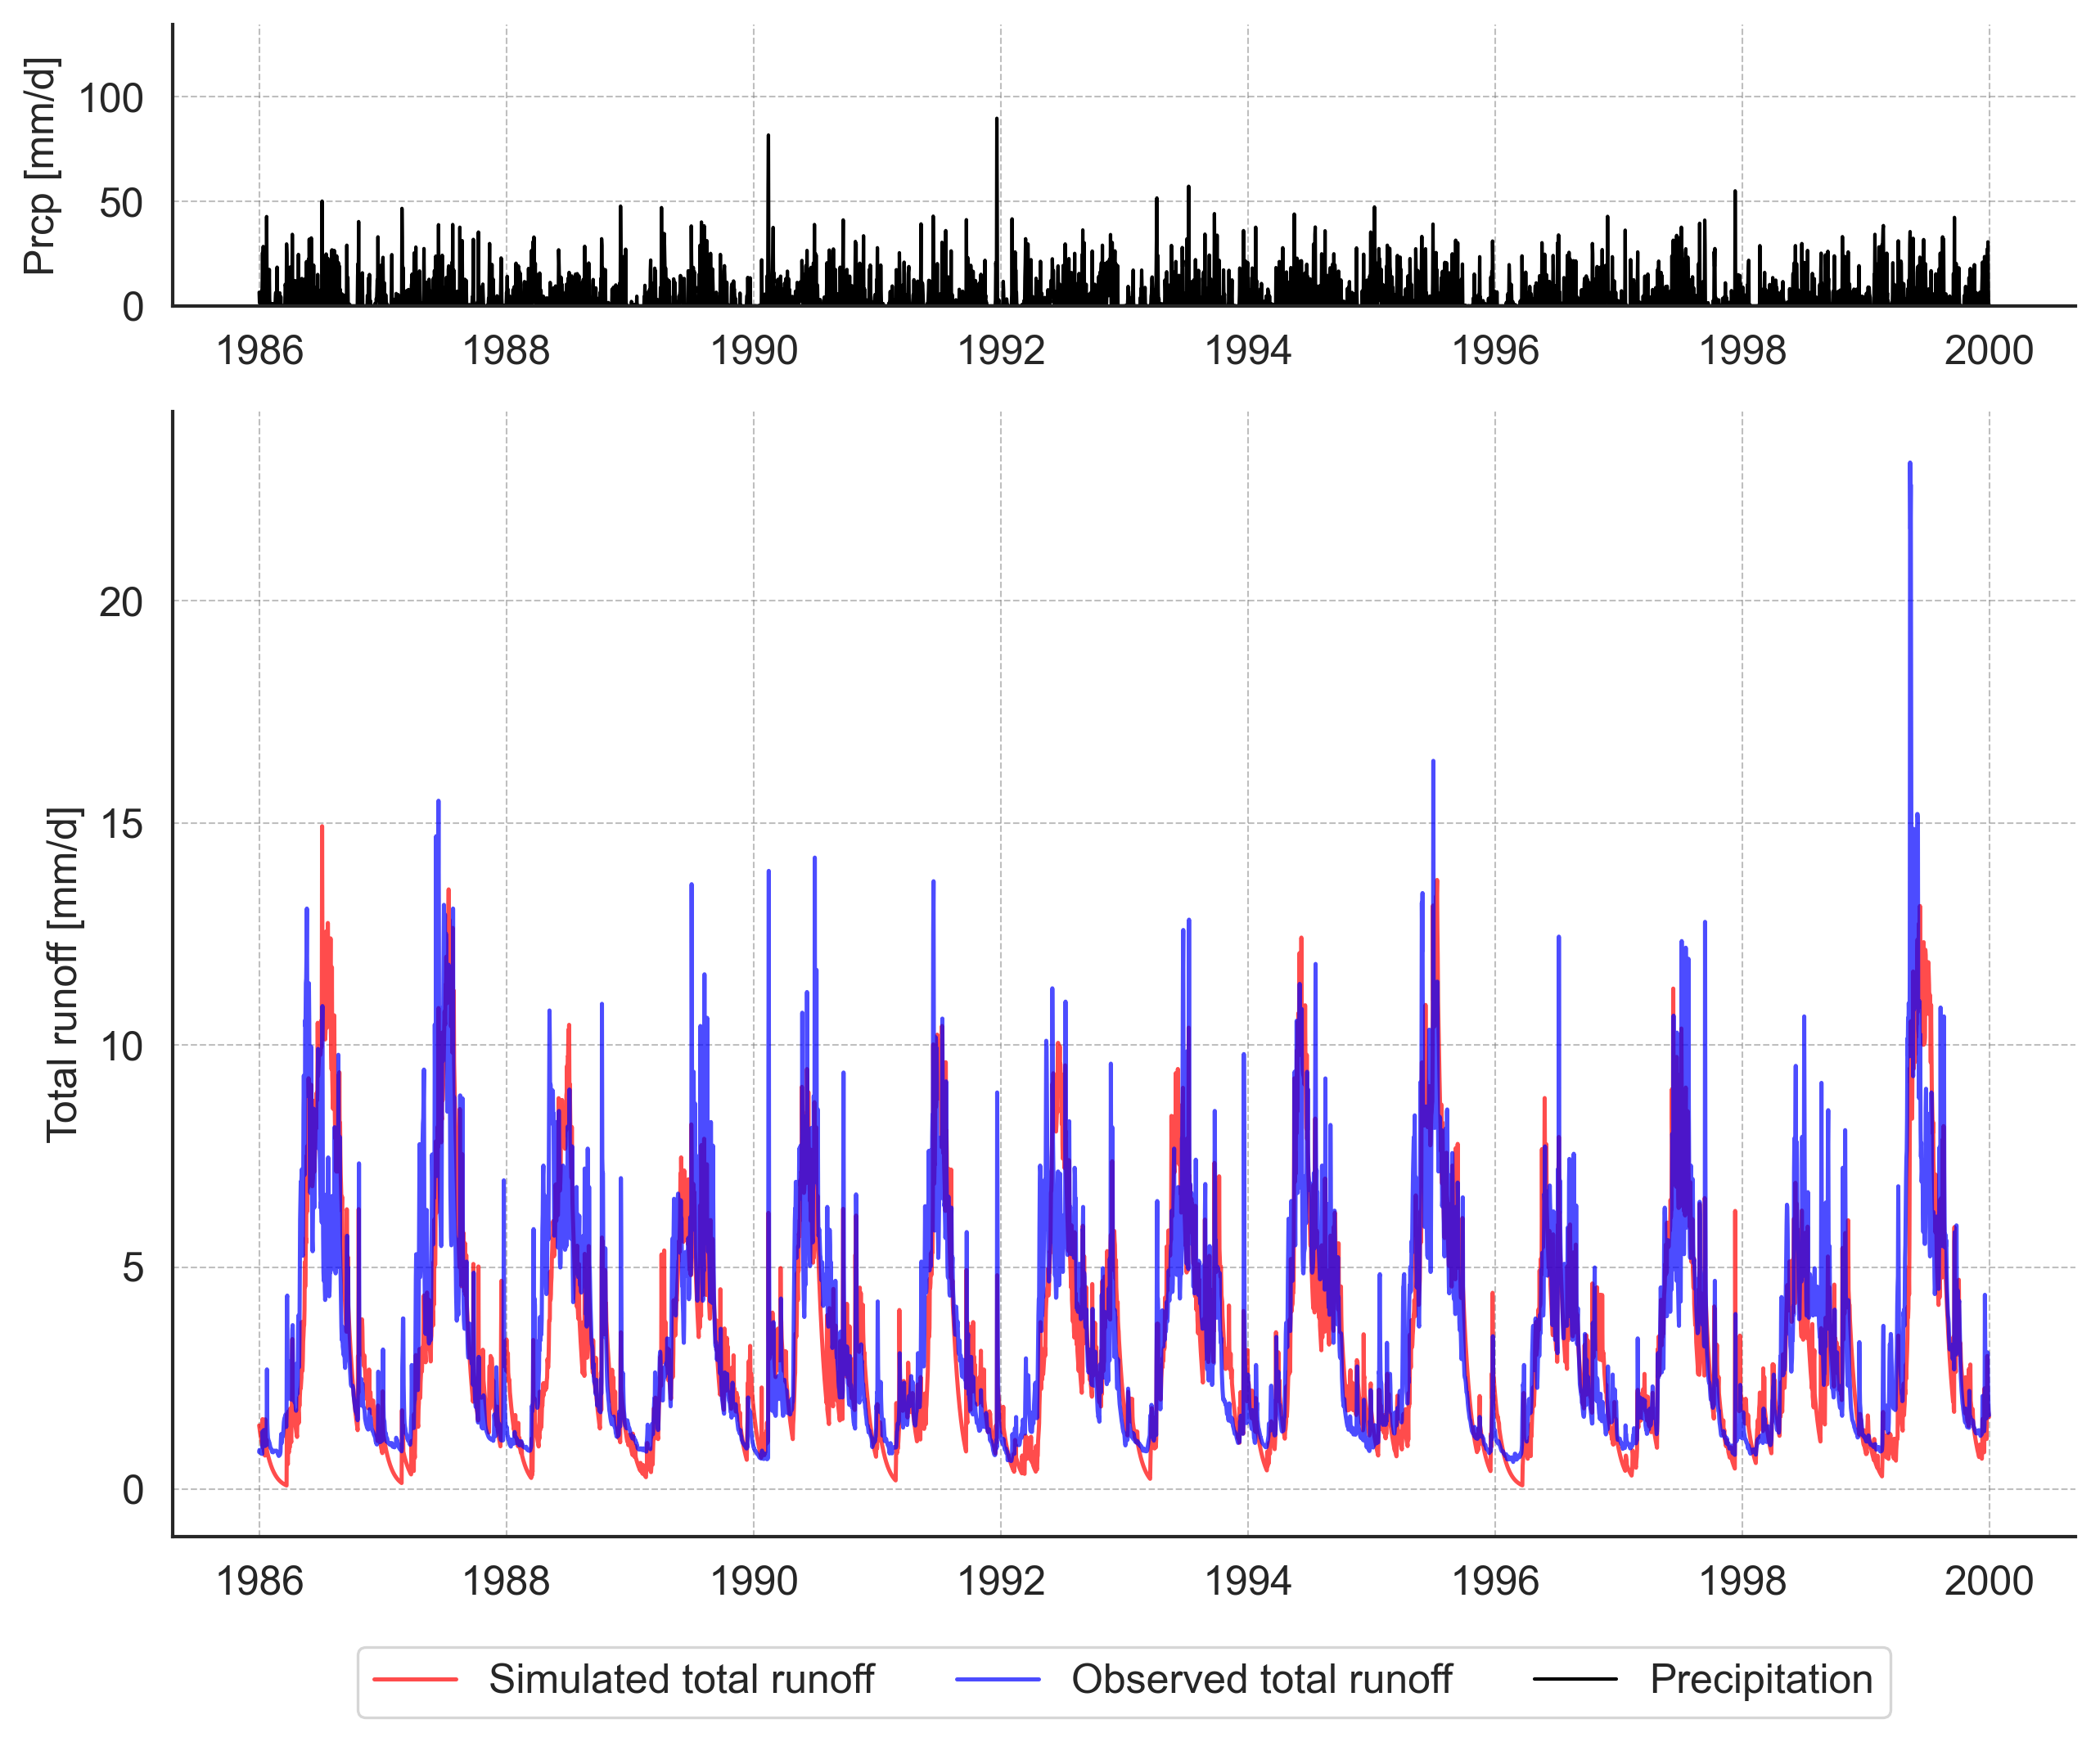 Prcp [mm/d]
100
50
0
1986 1988 1990 1992 1994 1996 1998 2000
Total runoff [mm/d]
20
15
10
5
0
1986 1988 1990 1992 1994 1996 1998 2000
Simulated total runoff Observed total runoff Precipitation